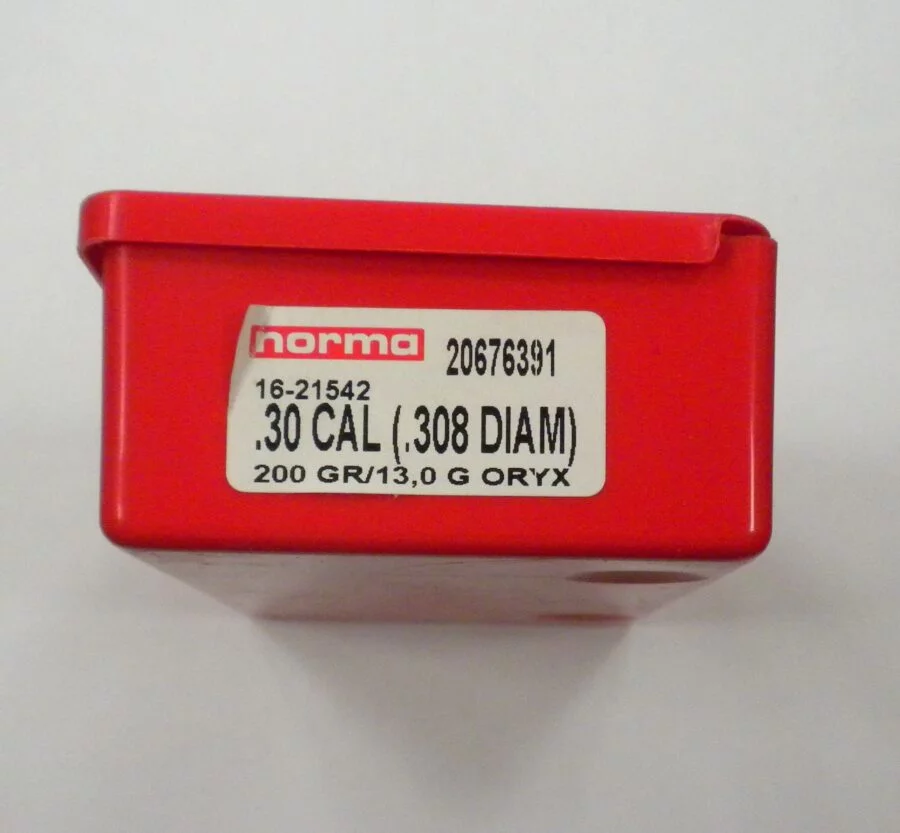 norma 20676391
16-21542
.30 CAL (.308 DIAM)
200 GR/13,0 G ORYX